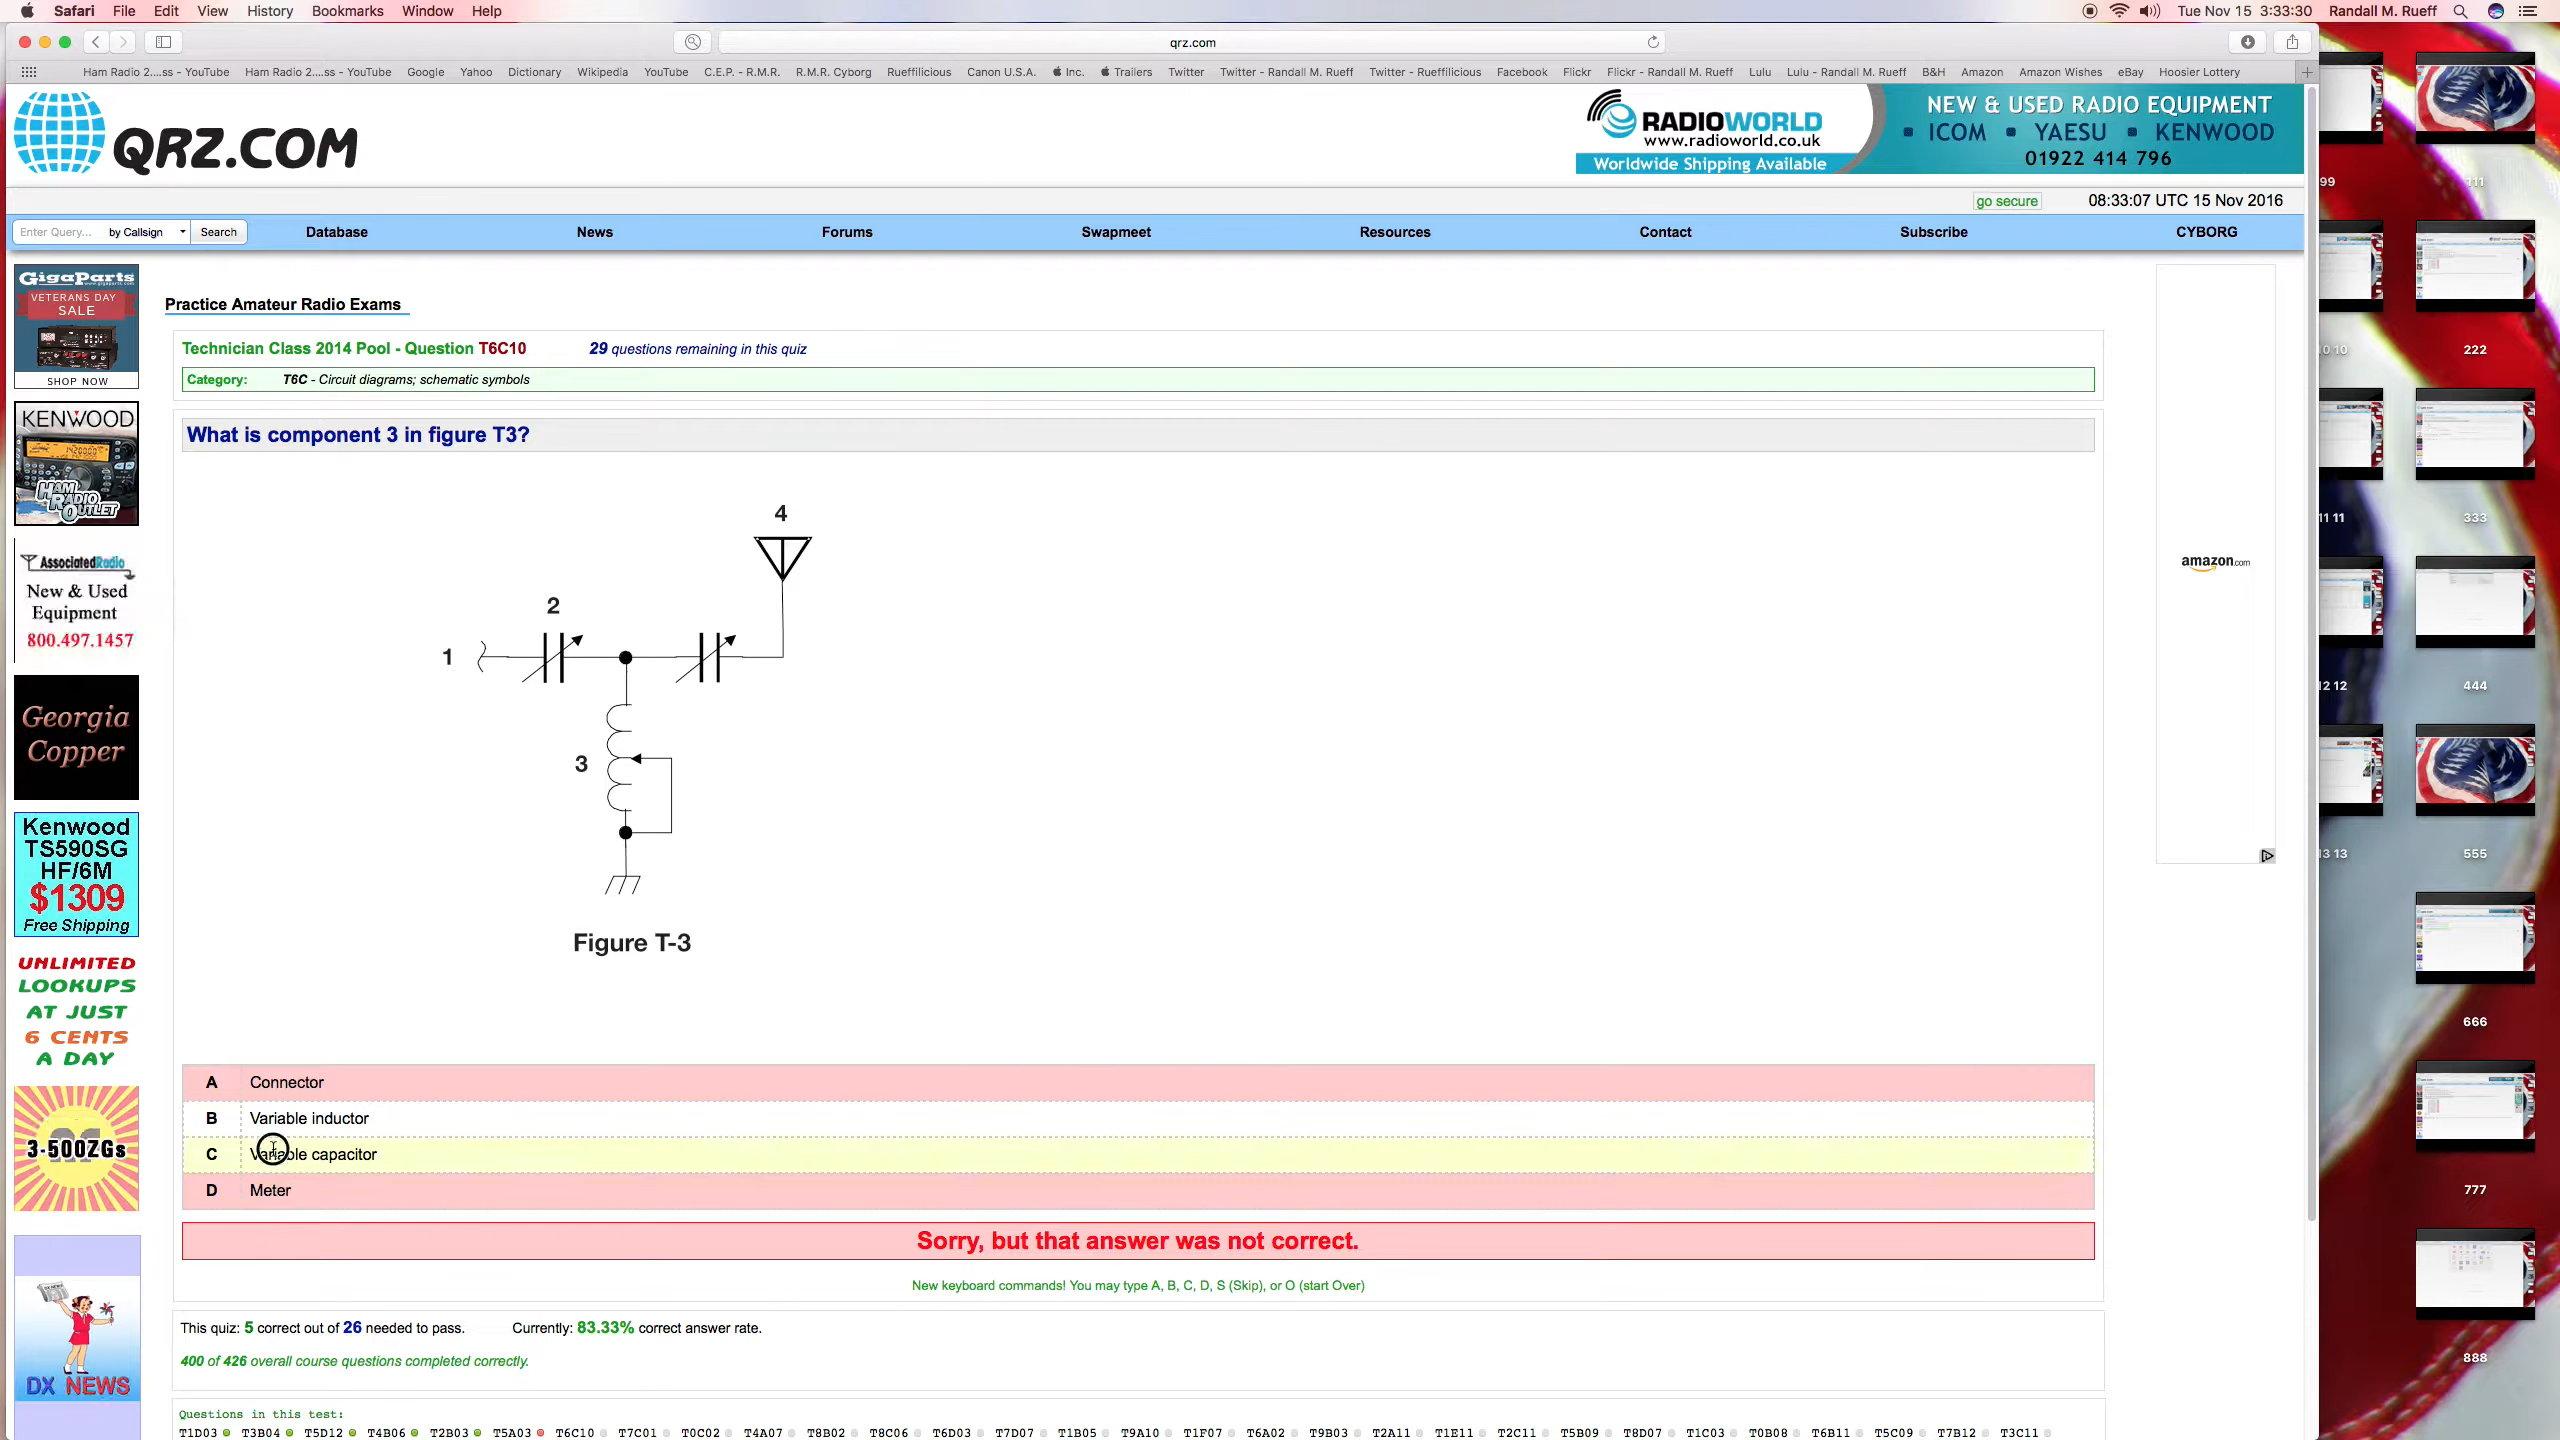 Safari File Edit View History Bookmarks Window Help
Tue Nov 15 3:33:30 Randall M. Rueff
qrz.com
Ham Radio 2....ss - YouTube Ham Radio 2....ss - YouTube Google Yahoo Dictionary Wikipedia YouTube C.E.P. - R.M.R. R.M.R. Cyborg Rueffilicious Canon U.S.A. Inc. Trailers Twitter Twitter - Randall M. Rueff Twitter - Rueffilicious Facebook Flickr Flickr - Randall M. Rueff Lulu Lulu - Randall M. Rueff B&H Amazon Amazon Wishes eBay Hoosier Lottery
QRZ.COM
RADIOWORLD
www.radioworld.co.uk
Worldwide Shipping Available
NEW & USED RADIO EQUIPMENT
ICOM YAESU KENWOOD
01922 414 796
go secure 08:33:07 UTC 15 Nov 2016
Enter Query... by Callsign Search Database News Forums Swapmeet Resources Contact Subscribe CYBORG
GigaParts
VETERANS DAY
SALE
SHOP NOW
KENWOOD
HAM RADIO OUTLET
AssociatedRadio
New & Used
Equipment
800.497.1457
Georgia
Copper
Kenwood
TS590SG
HF/6M
$1309
Free Shipping
UNLIMITED
LOOKUPS
AT JUST
6 CENTS
A DAY
3-500ZGs
DX NEWS
Practice Amateur Radio Exams
Technician Class 2014 Pool - Question T6C10 29 questions remaining in this quiz
Category: T6C - Circuit diagrams; schematic symbols
What is component 3 in figure T3?
4
2
1
3
Figure T-3
A Connector
B Variable inductor
C Variable capacitor
D Meter
Sorry, but that answer was not correct.
New keyboard commands! You may type A, B, C, D, S (Skip), or O (start Over)
This quiz: 5 correct out of 26 needed to pass. Currently: 83.33% correct answer rate.
400 of 426 overall course questions completed correctly.
Questions in this test:
T1D03 T3B04 T5D12 T4B06 T2B03 T5A03 T6C10 T7C01 T0C02 T4A07 T8B02 T8C06 T6D03 T7D07 T1B05 T9A10 T1F07 T6A02 T9B03 T2A11 T1E11 T2C11 T5B09 T8D07 T1C03 T0B08 T6B11 T5C09 T7B12 T3C11
amazon.com
99
111
10 10
222
11 11
333
12 12
444
13 13
555
666
777
888